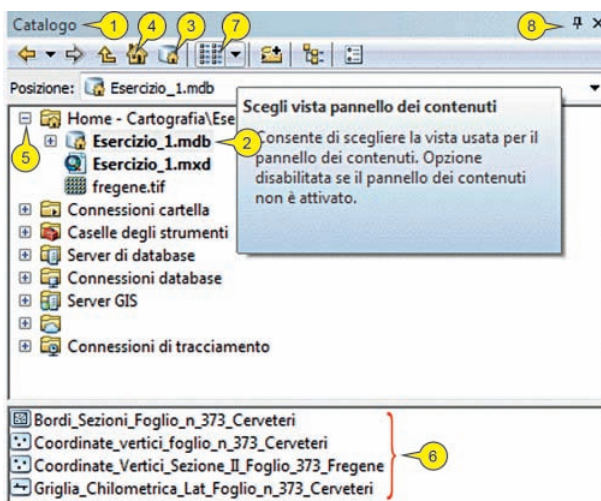 Catalogo
1
4
3
7
8
Posizione: Esercizio_1.mdb
Scegli vista pannello dei contenuti
Consente di scegliere la vista usata per il
pannello dei contenuti. Opzione
disabilitata se il pannello dei contenuti
non è attivato.
Home - Cartografia\Ese
5
Esercizio_1.mdb
2
Esercizio_1.mxd
fregene.tif
Connessioni cartella
Caselle degli strumenti
Server di database
Connessioni database
Server GIS
Connessioni di tracciamento
Bordi_Sezioni_Foglio_n_373_Cerveteri
Coordinate_vertici_foglio_n_373_Cerveteri
Coordinate_Vertici_Sezione_II_Foglio_373_Fregene
Griglia_Chilometrica_Lat_Foglio_n_373_Cerveteri
6